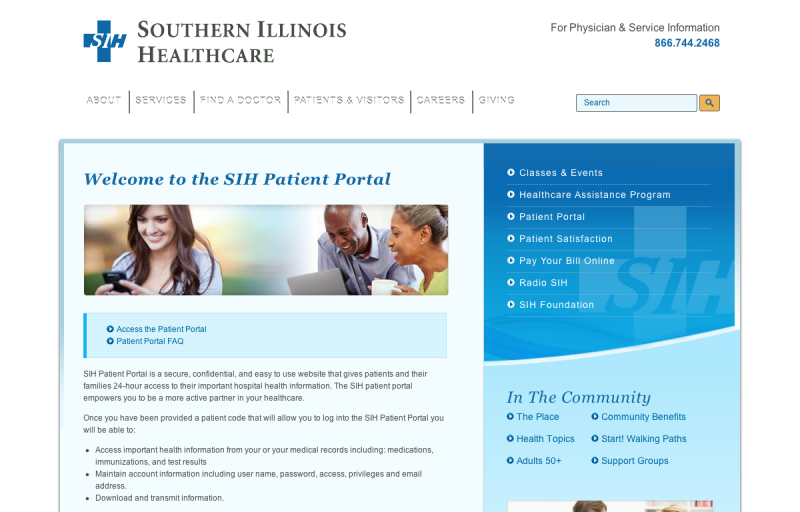 SIH
SOUTHERN ILLINOIS
HEALTHCARE
For Physician & Service Information
866.744.2468
ABOUT
SERVICES
FIND A DOCTOR
PATIENTS & VISITORS
CAREERS
GIVING
Search
Welcome to the SIH Patient Portal
Access the Patient Portal
Patient Portal FAQ
SIH Patient Portal is a secure, confidential, and easy to use website that gives patients and their
families 24-hour access to their important hospital health information. The SIH patient portal
empowers you to be a more active partner in your healthcare.
Once you have been provided a patient code that will allow you to log into the SIH Patient Portal you
will be able to:
Access important health information from your or your medical records including: medications,
immunizations, and test results
Maintain account information including user name, password, access, privileges and email
address.
Download and transmit information.
Classes & Events
Healthcare Assistance Program
Patient Portal
Patient Satisfaction
Pay Your Bill Online
Radio SIH
SIH Foundation
SIH
In The Community
The Place
Community Benefits
Health Topics
Start! Walking Paths
Adults 50+
Support Groups